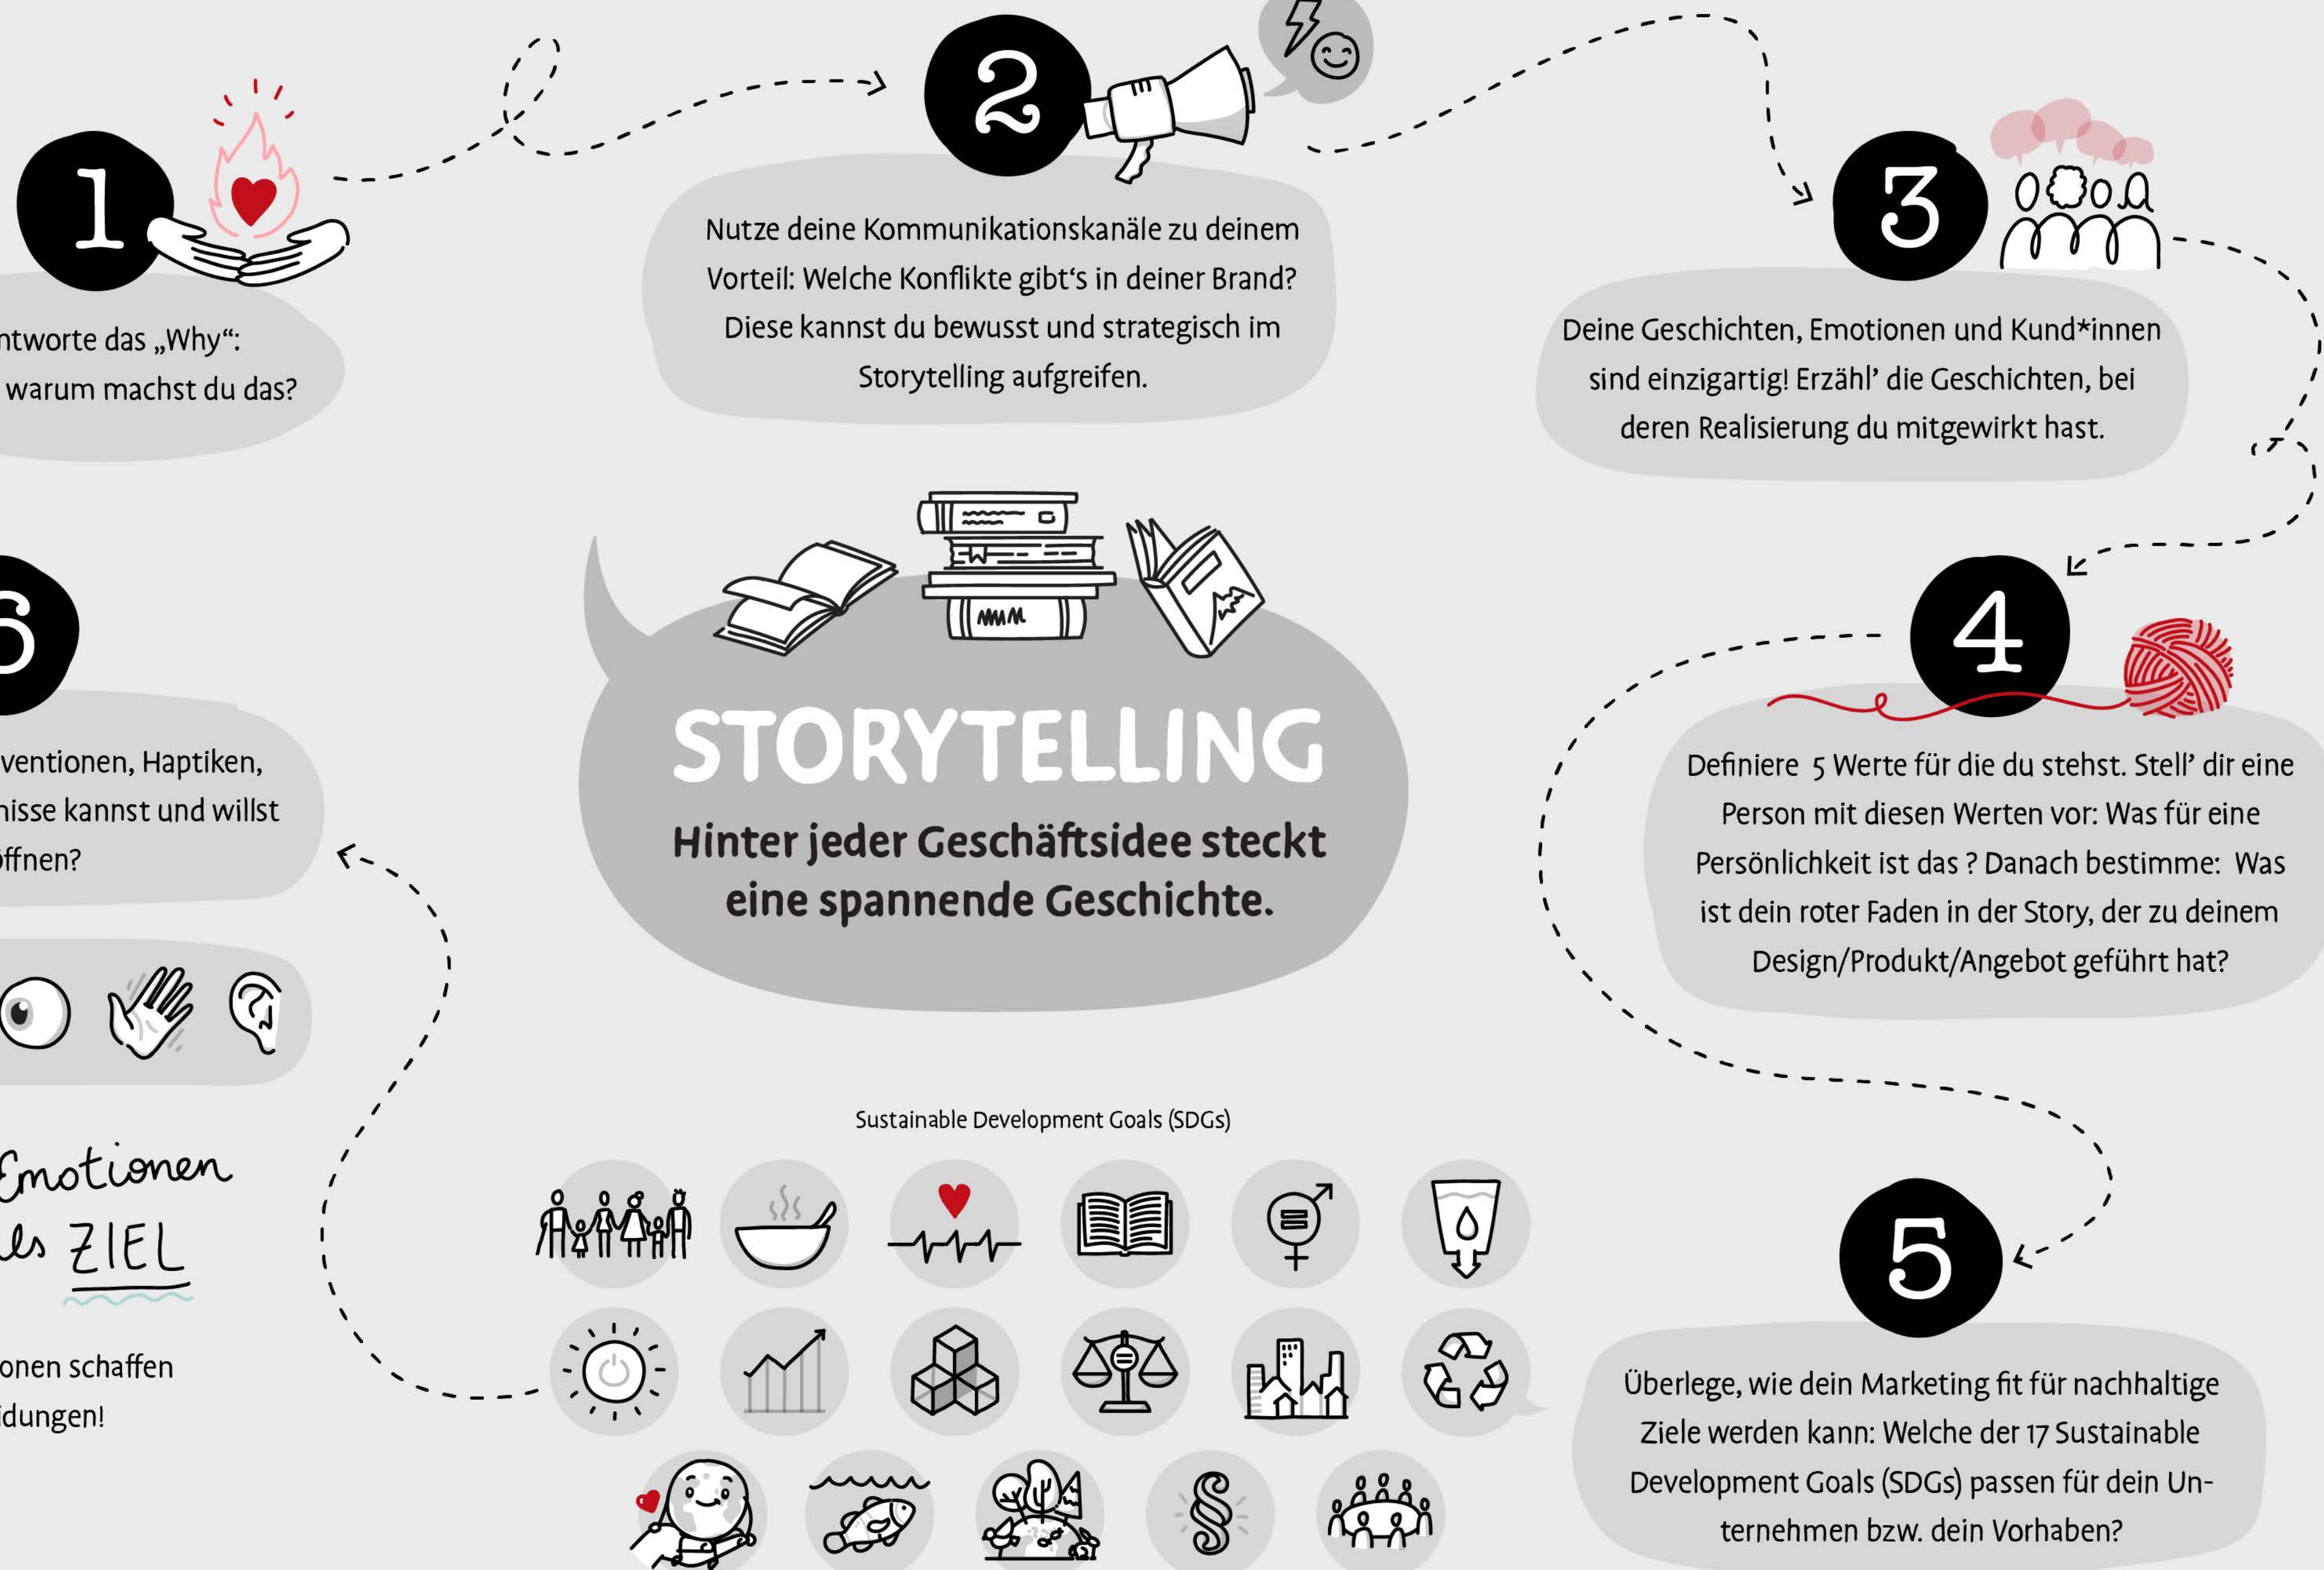 1
antworte das „Why“:
warum machst du das?
2
Nutze deine Kommunikationskanäle zu deinem
Vorteil: Welche Konflikte gibt‘s in deiner Brand?
Diese kannst du bewusst und strategisch im
Storytelling aufgreifen.
3
Deine Geschichten, Emotionen und Kund*innen
sind einzigartig! Erzähl’ die Geschichten, bei
deren Realisierung du mitgewirkt hast.
STORYTELLING
Hinter jeder Geschäftsidee steckt
eine spannende Geschichte.
4
Definiere 5 Werte für die du stehst. Stell’ dir eine
Person mit diesen Werten vor: Was für eine
Persönlichkeit ist das ? Danach bestimme: Was
ist dein roter Faden in der Story, der zu deinem
Design/Produkt/Angebot geführt hat?
5
Überlege, wie dein Marketing fit für nachhaltige
Ziele werden kann: Welche der 17 Sustainable
Development Goals (SDGs) passen für dein Un-
ternehmen bzw. dein Vorhaben?
Sustainable Development Goals (SDGs)
6
ventionen, Haptiken,
nisse kannst und willst
öffnen?
Emotionen
als ZIEL
onen schaffen
idungen!